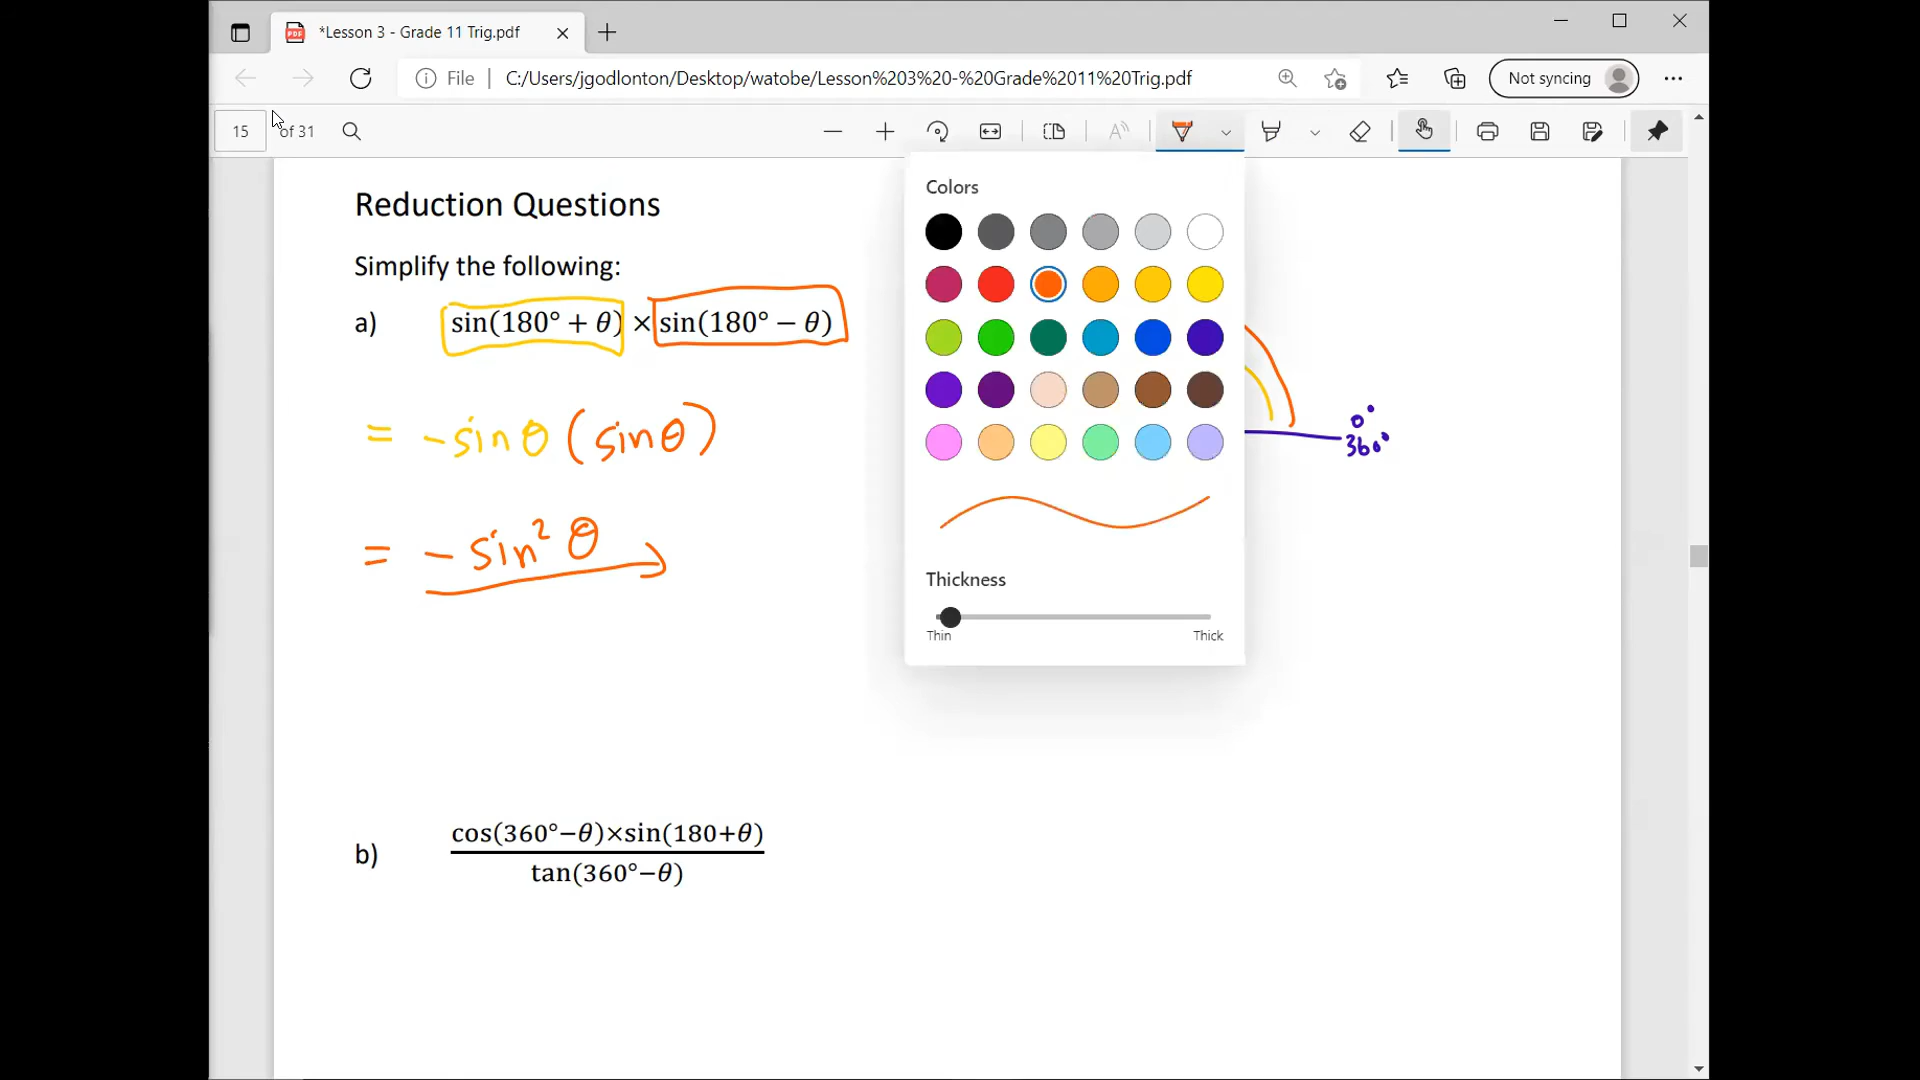 *Lesson 3 - Grade 11 Trig.pdf
File | C:/Users/jgodlonton/Desktop/watobe/Lesson%203%20-%20Grade%2011%20Trig.pdf
Not syncing
15 of 31
Reduction Questions
Simplify the following:
a) sin(180° + θ) × sin(180° − θ)
= - sin θ (sin θ)
= - sin² θ
b) cos(360°−θ)×sin(180+θ)
tan(360°−θ)
Colors
Thickness
Thin Thick
0°
360°